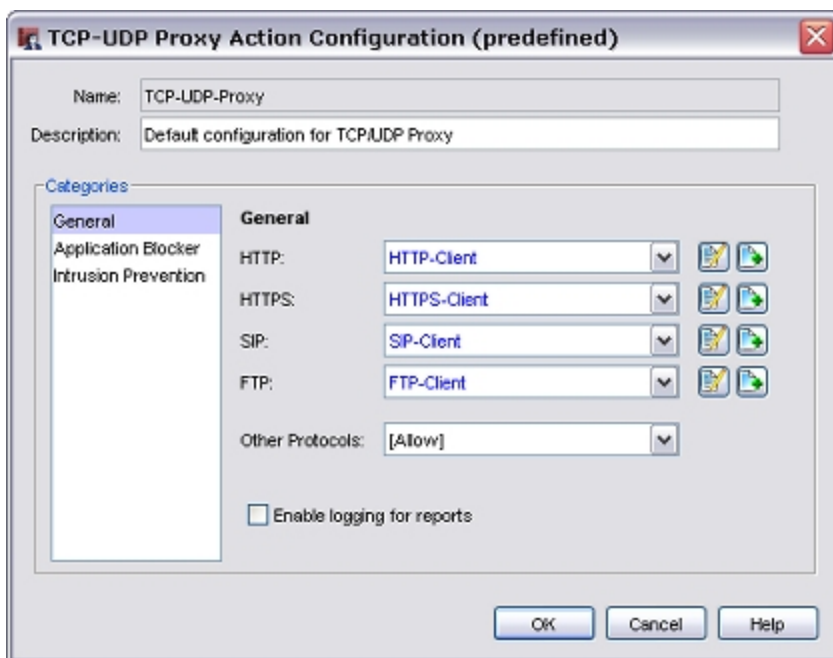 TCP-UDP Proxy Action Configuration (predefined)
Name: TCP-UDP-Proxy
Description: Default configuration for TCP/UDP Proxy
Categories
General
Application Blocker
Intrusion Prevention
General
HTTP: HTTP-Client
HTTPS: HTTPS-Client
SIP: SIP-Client
FTP: FTP-Client
Other Protocols: [Allow]
Enable logging for reports
OK Cancel Help